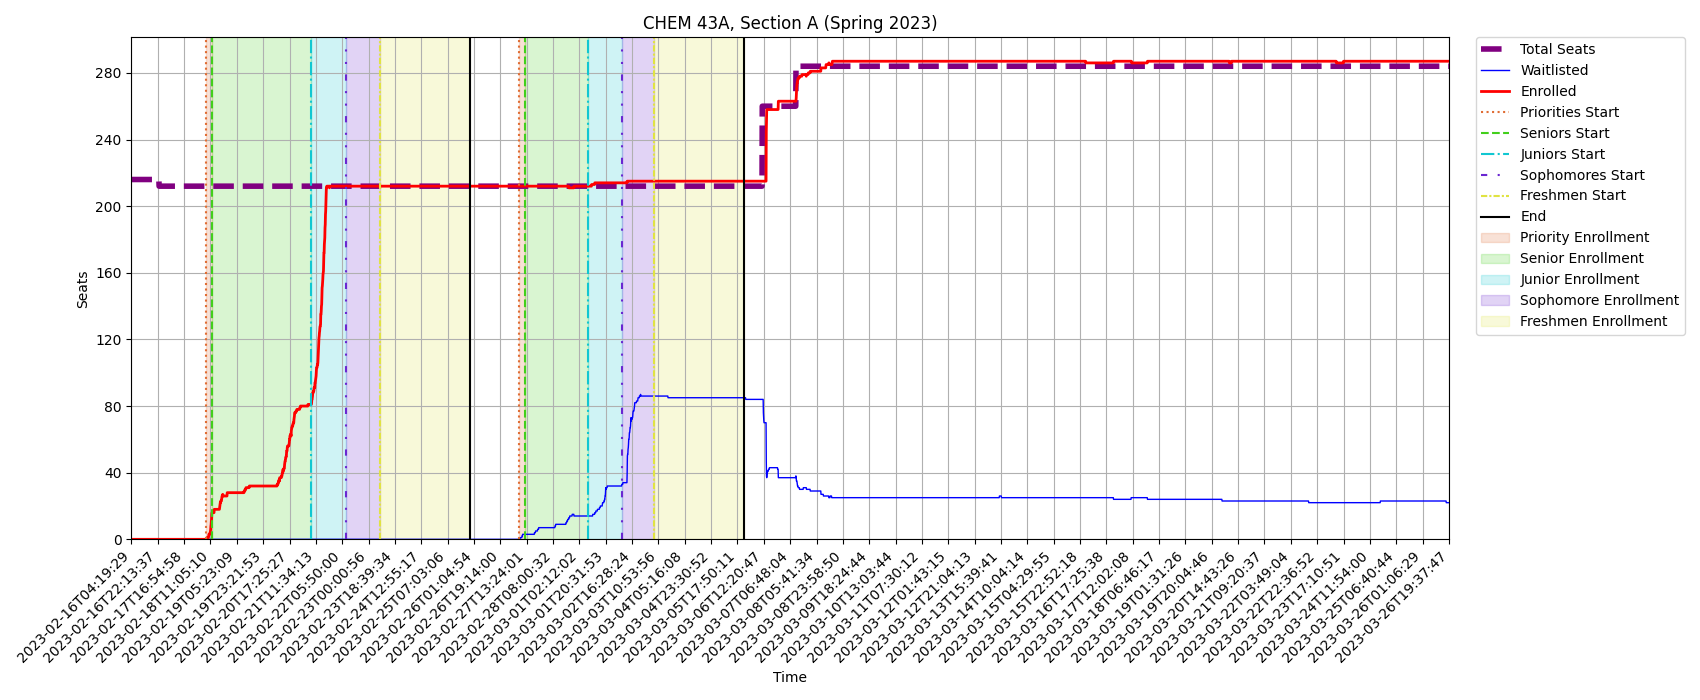 CHEM 43A, Section A (Spring 2023)
Seats
280
240
200
160
120
80
40
0
2023-02-16T04:19:29
2023-02-16T22:13:37
2023-02-17T16:54:58
2023-02-18T11:05:10
2023-02-19T05:23:09
2023-02-19T23:21:53
2023-02-20T17:25:27
2023-02-21T11:34:13
2023-02-22T05:50:00
2023-02-23T00:00:56
2023-02-23T18:39:34
2023-02-24T12:55:17
2023-02-25T07:03:06
2023-02-26T01:04:54
2023-02-26T19:14:00
2023-02-27T13:24:01
2023-02-28T08:00:32
2023-03-01T02:12:02
2023-03-01T20:31:53
2023-03-02T16:28:24
2023-03-03T10:53:56
2023-03-04T05:16:08
2023-03-04T23:30:52
2023-03-05T17:50:11
2023-03-06T12:20:47
2023-03-07T06:48:04
2023-03-08T05:41:34
2023-03-08T23:58:50
2023-03-09T18:24:44
2023-03-10T13:03:44
2023-03-11T07:30:12
2023-03-12T01:43:15
2023-03-12T21:04:13
2023-03-13T15:39:41
2023-03-14T10:04:14
2023-03-15T04:29:55
2023-03-15T22:52:18
2023-03-16T17:25:38
2023-03-17T12:02:08
2023-03-18T06:46:17
2023-03-19T01:31:26
2023-03-19T20:04:46
2023-03-20T14:43:26
2023-03-21T09:20:37
2023-03-22T03:49:04
2023-03-22T22:36:52
2023-03-23T17:10:51
2023-03-24T11:54:00
2023-03-25T06:40:44
2023-03-26T01:06:29
2023-03-26T19:37:47
Time
Total Seats
Waitlisted
Enrolled
Priorities Start
Seniors Start
Juniors Start
Sophomores Start
Freshmen Start
End
Priority Enrollment
Senior Enrollment
Junior Enrollment
Sophomore Enrollment
Freshmen Enrollment